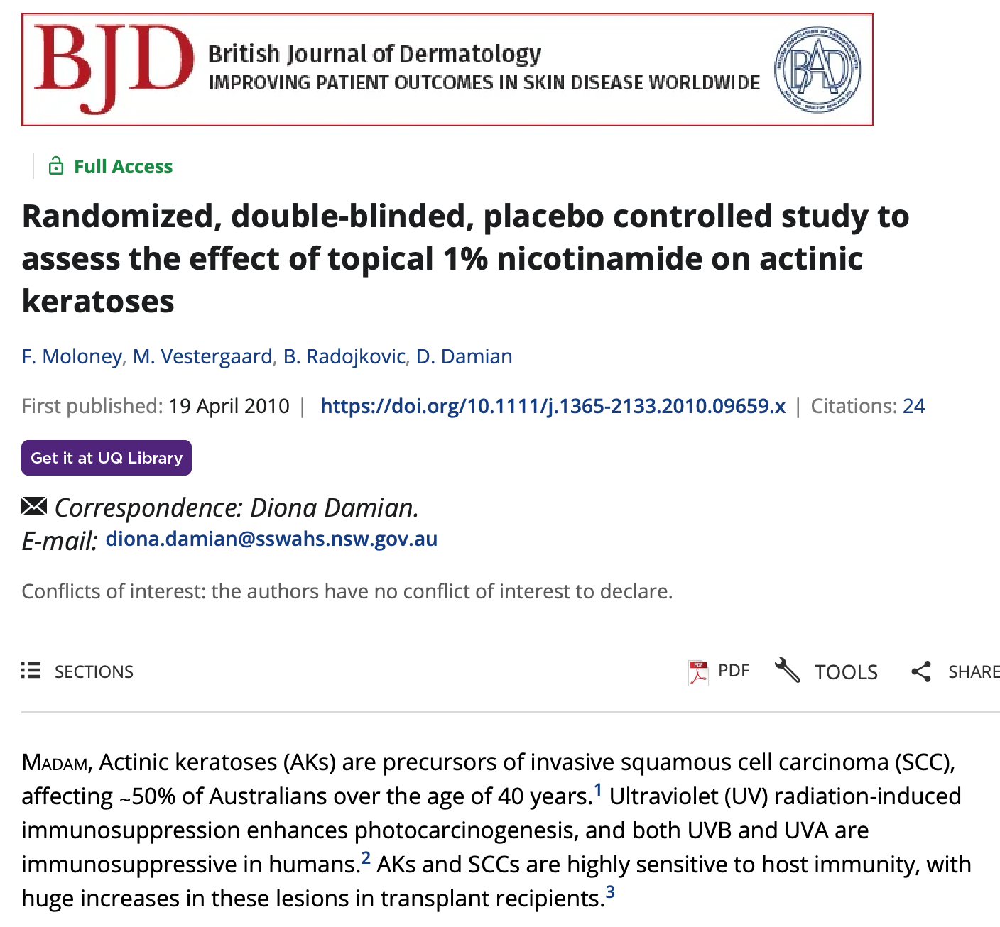 BJD
British Journal of Dermatology
IMPROVING PATIENT OUTCOMES IN SKIN DISEASE WORLDWIDE
BAD
Full Access
Randomized, double-blinded, placebo controlled study to
assess the effect of topical 1% nicotinamide on actinic
keratoses
F. Moloney, M. Vestergaard, B. Radojkovic, D. Damian
First published: 19 April 2010 | https://doi.org/10.1111/j.1365-2133.2010.09659.x | Citations: 24
Get it at UQ Library
Correspondence: Diona Damian.
E-mail: diona.damian@sswahs.nsw.gov.au
Conflicts of interest: the authors have no conflict of interest to declare.
SECTIONS
PDF TOOLS SHARE
Madam, Actinic keratoses (AKs) are precursors of invasive squamous cell carcinoma (SCC),
affecting ~50% of Australians over the age of 40 years.1 Ultraviolet (UV) radiation-induced
immunosuppression enhances photocarcinogenesis, and both UVB and UVA are
immunosuppressive in humans.2 AKs and SCCs are highly sensitive to host immunity, with
huge increases in these lesions in transplant recipients.3